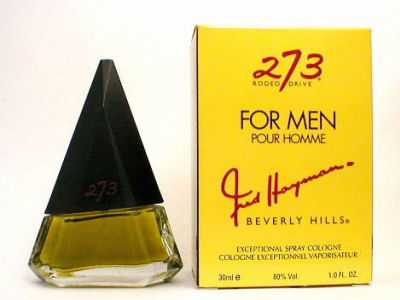 273
273®
RODEO DRIVE
FOR MEN
POUR HOMME
Fred Hayman
BEVERLY HILLS®
EXCEPTIONAL SPRAY COLOGNE
COLOGNE EXCEPTIONNEL VAPORISATEUR
30ml e 80% Vol. 1.0 FL. OZ.